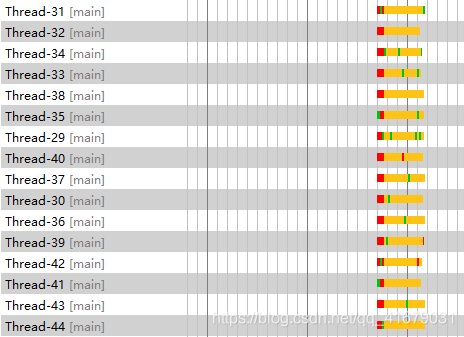 Thread-31 [main]
Thread-32 [main]
Thread-34 [main]
Thread-33 [main]
Thread-38 [main]
Thread-35 [main]
Thread-29 [main]
Thread-40 [main]
Thread-37 [main]
Thread-30 [main]
Thread-36 [main]
Thread-39 [main]
Thread-42 [main]
Thread-41 [main]
Thread-43 [main]
Thread-44 [main]
https://blog.csdn.net/qq_41679031